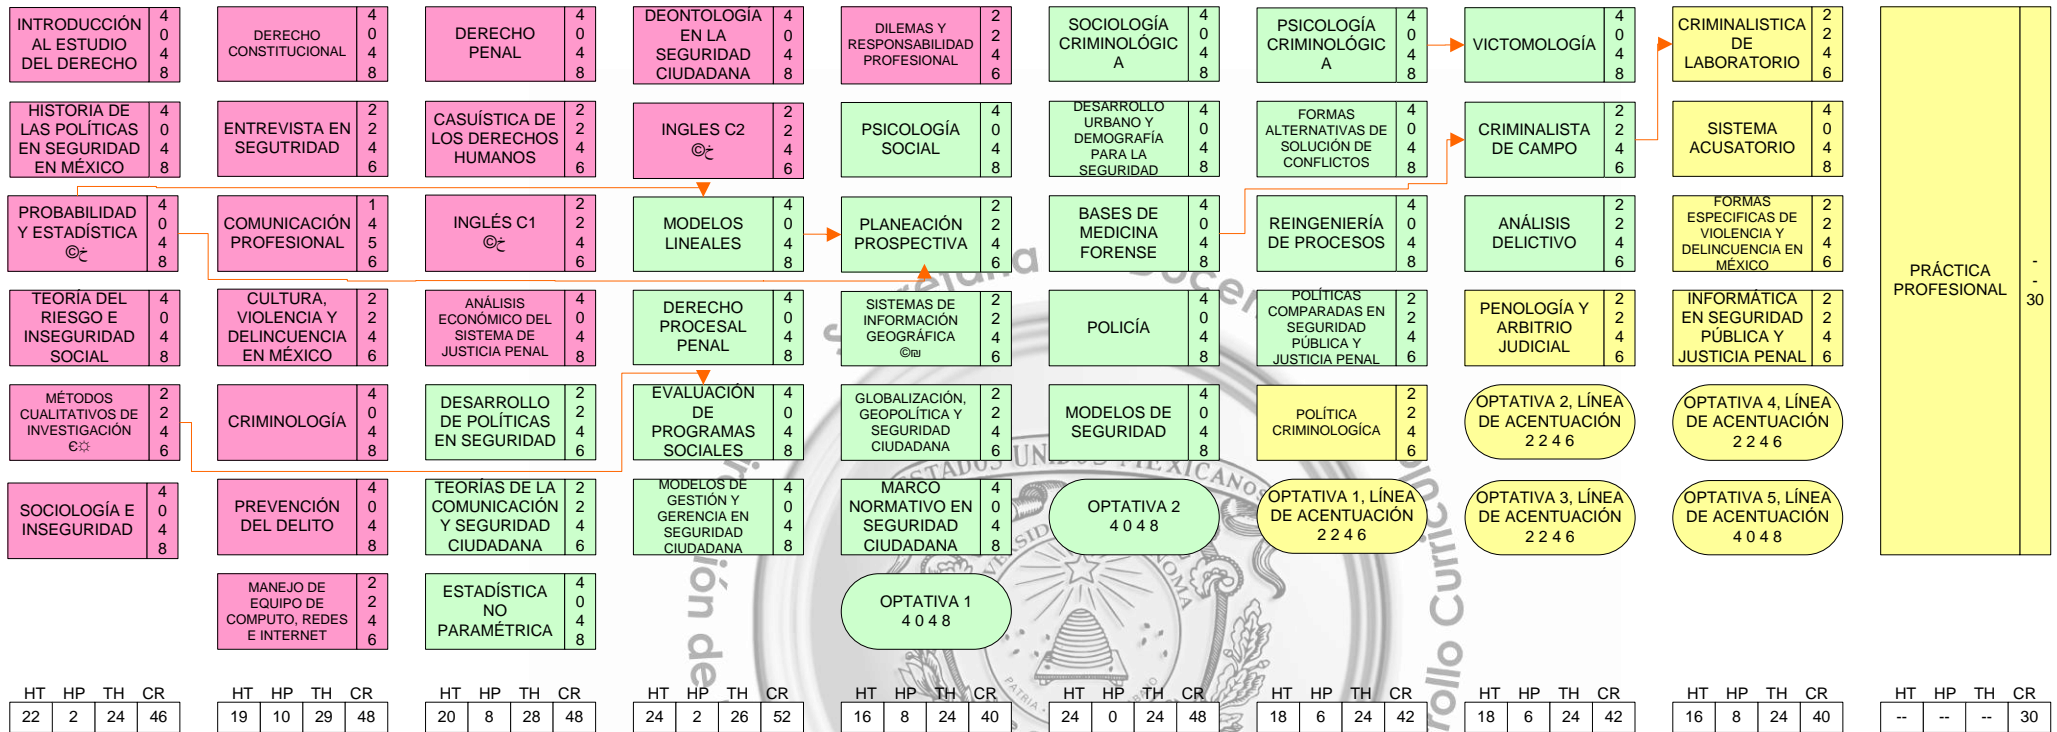 INTRODUCCIÓN
AL ESTUDIO
DEL DERECHO
4
0
4
8
DERECHO
CONSTITUCIONAL
4
0
4
8
DERECHO
PENAL
4
0
4
8
DEONTOLOGÍA
EN LA
SEGURIDAD
CIUDADANA
4
0
4
8
DILEMAS Y
RESPONSABILIDAD
PROFESIONAL
2
2
4
6
SOCIOLOGÍA
CRIMINOLÓGIC
A
4
0
4
8
PSICOLOGÍA
CRIMINOLÓGIC
A
4
0
4
8
VICTOMOLOGÍA
4
0
4
8
CRIMINALISTICA
DE
LABORATORIO
2
2
4
6
HISTORIA DE
LAS POLÍTICAS
EN SEGURIDAD
EN MÉXICO
4
0
4
8
ENTREVISTA EN
SEGUTRIDAD
2
2
4
6
CASUÍSTICA DE
LOS DERECHOS
HUMANOS
2
2
4
6
INGLES C2
©خ
2
2
4
6
PSICOLOGÍA
SOCIAL
4
0
4
8
DESARROLLO
URBANO Y
DEMOGRAFÍA
PARA LA
SEGURIDAD
4
0
4
8
FORMAS
ALTERNATIVAS DE
SOLUCIÓN DE
CONFLICTOS
4
0
4
8
CRIMINALISTA
DE CAMPO
2
2
4
6
SISTEMA
ACUSATORIO
4
0
4
8
PROBABILIDAD
Y ESTADÍSTICA
©خ
4
0
4
8
COMUNICACIÓN
PROFESIONAL
1
4
5
6
INGLÉS C1
©خ
2
2
4
6
MODELOS
LINEALES
4
0
4
8
PLANEACIÓN
PROSPECTIVA
2
2
4
6
BASES DE
MEDICINA
FORENSE
4
0
4
8
REINGENIERÍA
DE PROCESOS
4
0
4
8
ANÁLISIS
DELICTIVO
2
2
4
6
FORMAS
ESPECIFICAS DE
VIOLENCIA Y
DELINCUENCIA EN
MÉXICO
2
2
4
6
PRÁCTICA
PROFESIONAL
-
-
30
TEORÍA DEL
RIESGO E
INSEGURIDAD
SOCIAL
4
0
4
8
CULTURA,
VIOLENCIA Y
DELINCUENCIA
EN MÉXICO
2
2
4
6
ANÁLISIS
ECONÓMICO DEL
SISTEMA DE
JUSTICIA PENAL
4
0
4
8
DERECHO
PROCESAL
PENAL
4
0
4
8
SISTEMAS DE
INFORMACIÓN
GEOGRÁFICA
©₪
2
2
4
6
POLICÍA
4
0
4
8
POLÍTICAS
COMPARADAS EN
SEGURIDAD
PÚBLICA Y
JUSTICIA PENAL
2
2
4
6
PENOLOGÍA Y
ARBITRIO
JUDICIAL
2
2
4
6
INFORMÁTICA
EN SEGURIDAD
PÚBLICA Y
JUSTICIA PENAL
2
2
4
6
MÉTODOS
CUALITATIVOS DE
INVESTIGACIÓN
Є☼
2
2
4
6
CRIMINOLOGÍA
4
0
4
8
DESARROLLO
DE POLÍTICAS
EN SEGURIDAD
2
2
4
6
EVALUACIÓN
DE
PROGRAMAS
SOCIALES
4
0
4
8
GLOBALIZACIÓN,
GEOPOLÍTICA Y
SEGURIDAD
CIUDADANA
2
2
4
6
MODELOS DE
SEGURIDAD
4
0
4
8
POLÍTICA
CRIMINOLOGÍCA
2
2
4
6
OPTATIVA 2, LÍNEA
DE ACENTUACIÓN
2 2 4 6
OPTATIVA 4, LÍNEA
DE ACENTUACIÓN
2 2 4 6
SOCIOLOGÍA E
INSEGURIDAD
4
0
4
8
PREVENCIÓN
DEL DELITO
4
0
4
8
TEORÍAS DE LA
COMUNICACIÓN
Y SEGURIDAD
CIUDADANA
2
2
4
6
MODELOS DE
GESTIÓN Y
GERENCIA EN
SEGURIDAD
CIUDADANA
4
0
4
8
MARCO
NORMATIVO EN
SEGURIDAD
CIUDADANA
4
0
4
8
OPTATIVA 2
4 0 4 8
OPTATIVA 1, LÍNEA
DE ACENTUACIÓN
2 2 4 6
OPTATIVA 3, LÍNEA
DE ACENTUACIÓN
2 2 4 6
OPTATIVA 5, LÍNEA
DE ACENTUACIÓN
4 0 4 8
MANEJO DE
EQUIPO DE
COMPUTO, REDES
E INTERNET
2
2
4
6
ESTADÍSTICA
NO
PARAMÉTRICA
4
0
4
8
OPTATIVA 1
4 0 4 8
HT HP TH CR
22 2 24 46
HT HP TH CR
19 10 29 48
HT HP TH CR
20 8 28 48
HT HP TH CR
24 2 26 52
HT HP TH CR
16 8 24 40
HT HP TH CR
24 0 24 48
HT HP TH CR
18 6 24 42
HT HP TH CR
18 6 24 42
HT HP TH CR
16 8 24 40
HT HP TH CR
-- -- -- 30